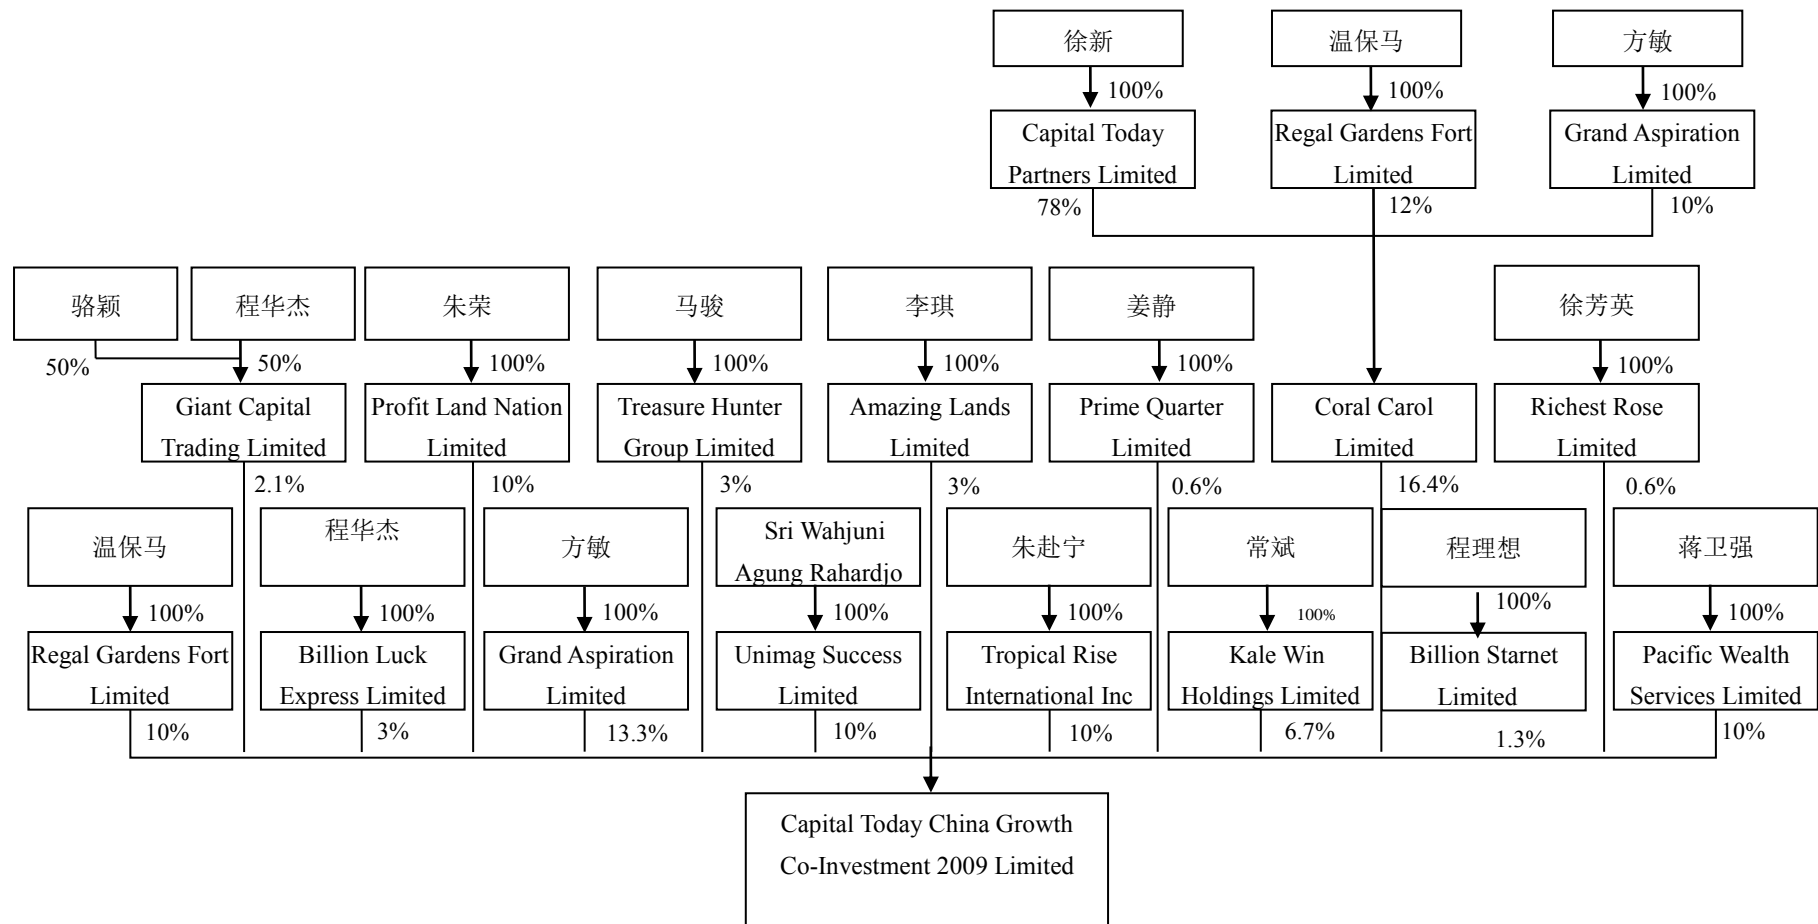 徐新
温保马
方敏
100%
100%
100%
Capital Today
Partners Limited
Regal Gardens Fort
Limited
Grand Aspiration
Limited
78%
12%
10%
骆颖
程华杰
朱荣
马骏
李琪
姜静
徐芳英
50%
50%
100%
100%
100%
100%
100%
Giant Capital
Trading Limited
Profit Land Nation
Limited
Treasure Hunter
Group Limited
Amazing Lands
Limited
Prime Quarter
Limited
Coral Carol
Limited
Richest Rose
Limited
2.1%
10%
3%
3%
0.6%
16.4%
0.6%
温保马
程华杰
方敏
Sri Wahjuni
Agung Rahardjo
朱赴宁
常斌
程理想
蒋卫强
100%
100%
100%
100%
100%
100%
100%
100%
Regal Gardens Fort
Limited
Billion Luck
Express Limited
Grand Aspiration
Limited
Unimag Success
Limited
Tropical Rise
International Inc
Kale Win
Holdings Limited
Billion Starnet
Limited
Pacific Wealth
Services Limited
10%
3%
13.3%
10%
10%
6.7%
1.3%
10%
Capital Today China Growth
Co-Investment 2009 Limited